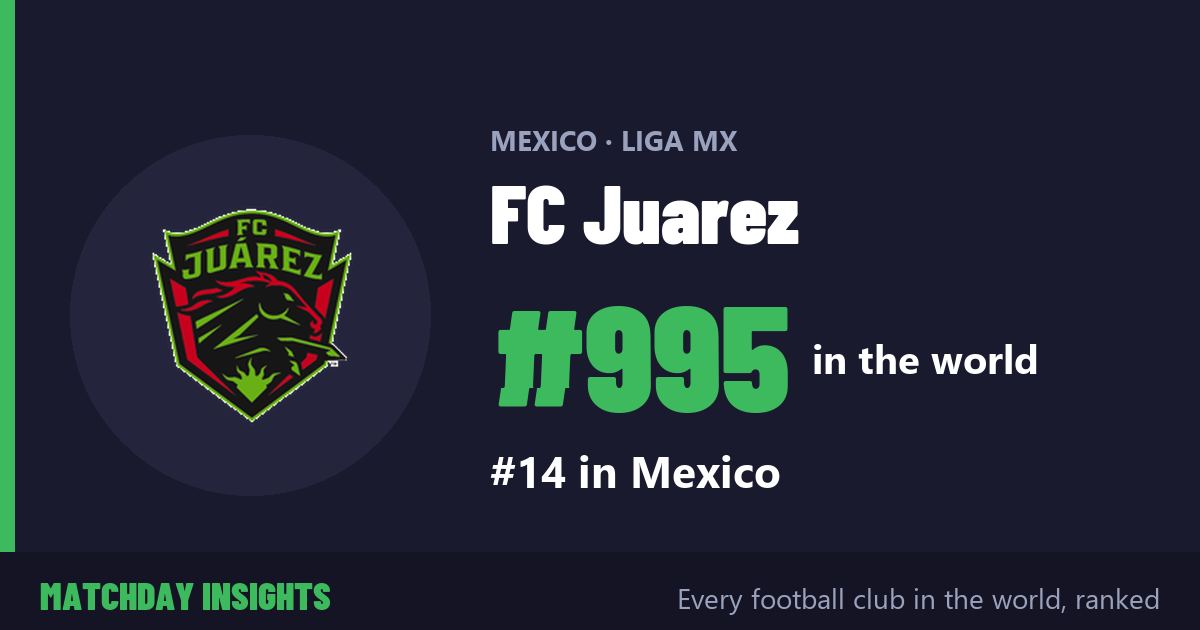 MEXICO · LIGA MX
FC Juarez
FC
JUÁREZ
#995 in the world
#14 in Mexico
MATCHDAY INSIGHTS
Every football club in the world, ranked